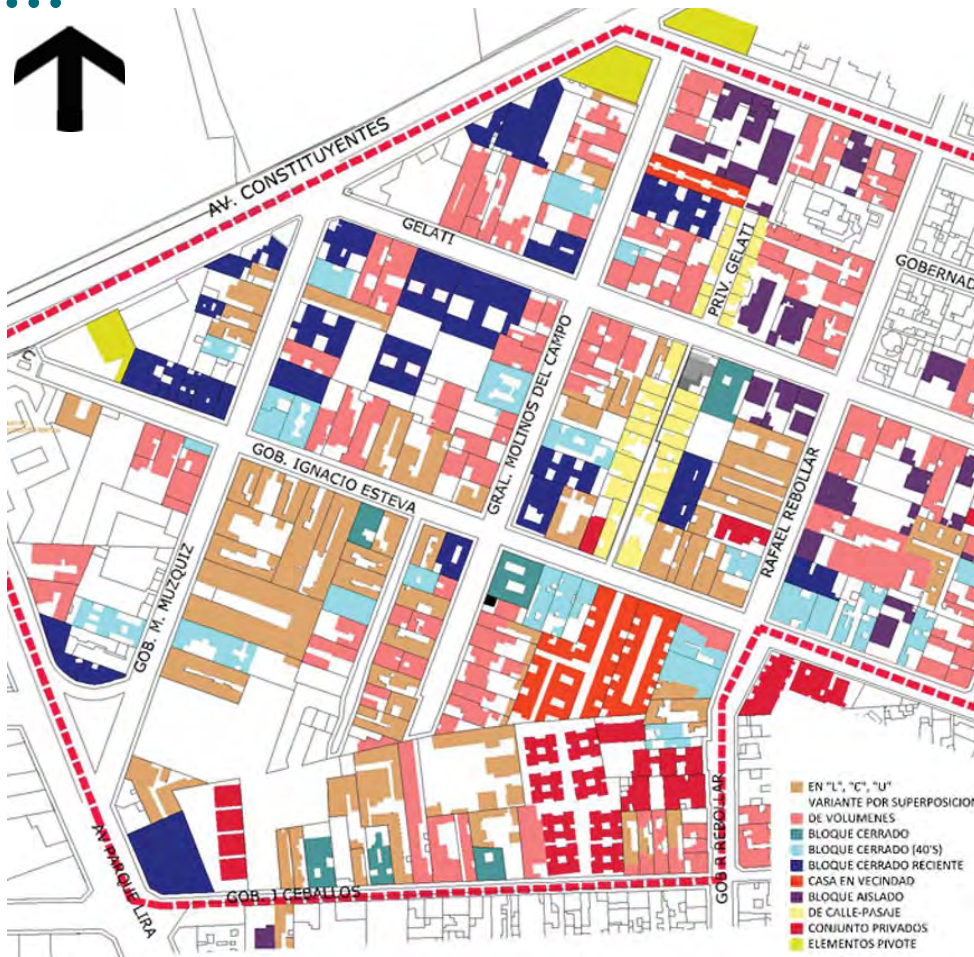 AV. CONSTITUYENTES
GELATI
PRIV. GELATI
GOBERNAD
GRAL. MOLINOS DEL CAMPO
GOB. IGNACIO ESTEVA
RAFAEL REBOLLAR
GOB. M. MUZQUIZ
AV PARQUE LIRA
GOB. J CEBALLOS
GOB R REBOLLAR
EN "L", "C", "U"
VARIANTE POR SUPERPOSICION
DE VOLUMENES
BLOQUE CERRADO
BLOQUE CERRADO (40'S)
BLOQUE CERRADO RECIENTE
CASA EN VECINDAD
BLOQUE AISLADO
DE CALLE-PASAJE
CONJUNTO PRIVADOS
ELEMENTOS PIVOTE